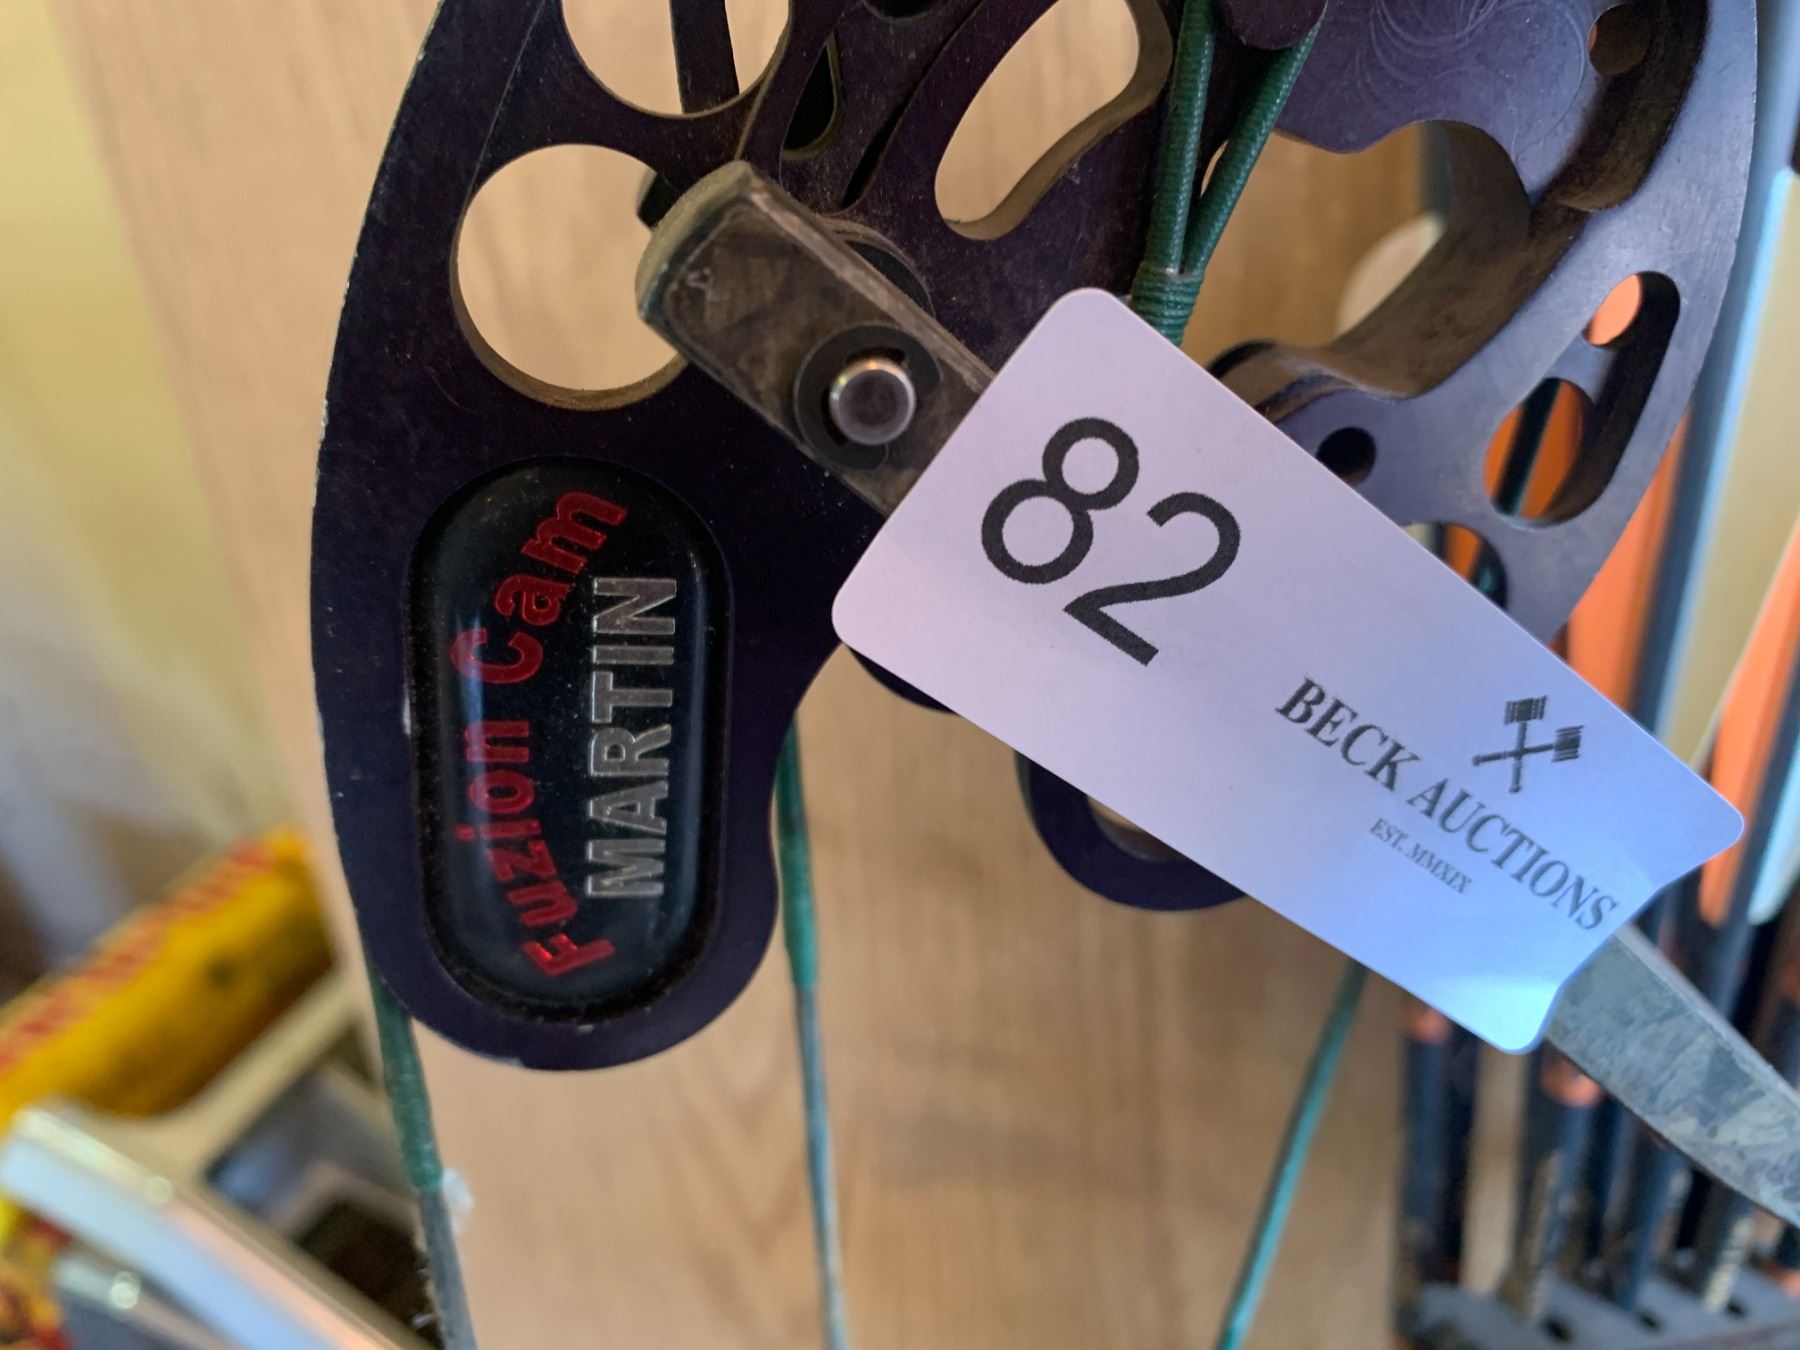 Fuzion Cam
MARTIN
82
BECK AUCTIONS
EST. MMXIX